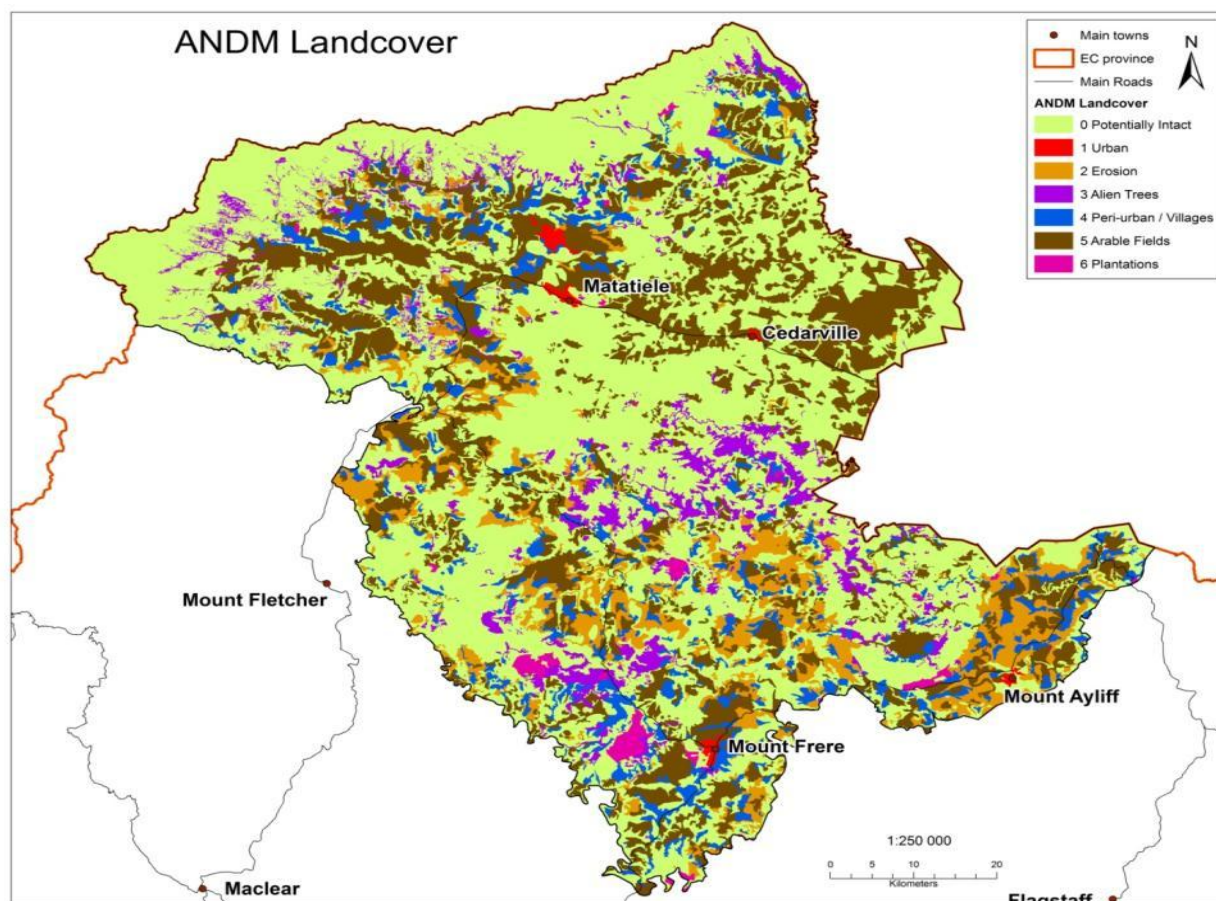 ANDM Landcover
Main towns
EC province
Main Roads
ANDM Landcover
0 Potentially Intact
1 Urban
2 Erosion
3 Alien Trees
4 Peri-urban / Villages
5 Arable Fields
6 Plantations
N
Matatiele
Cedarville
Mount Fletcher
Mount Ayliff
Mount Frere
1:250 000
0 5 10 20
Kilometers
Maclear
Flagstaff